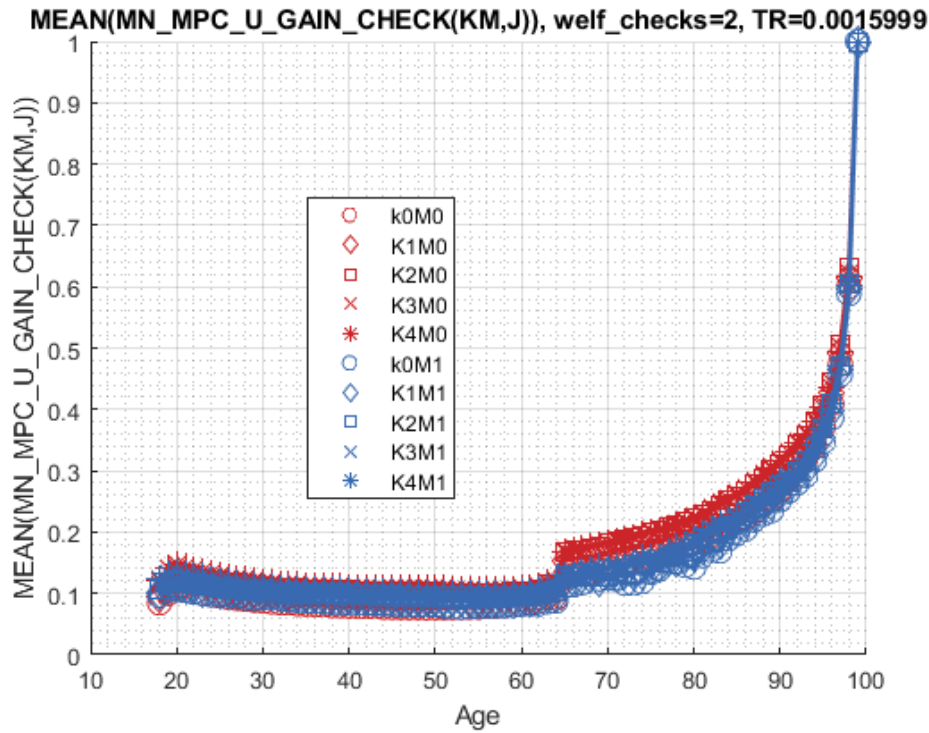 MEAN(MN_MPC_U_GAIN_CHECK(KM,J)), welf_checks=2, TR=0.0015999
MEAN(MN_MPC_U_GAIN_CHECK(KM,J))
1
0.9
0.8
0.7
0.6
0.5
0.4
0.3
0.2
0.1
0
k0M0
K1M0
K2M0
K3M0
K4M0
k0M1
K1M1
K2M1
K3M1
K4M1
10 20 30 40 50 60 70 80 90 100
Age